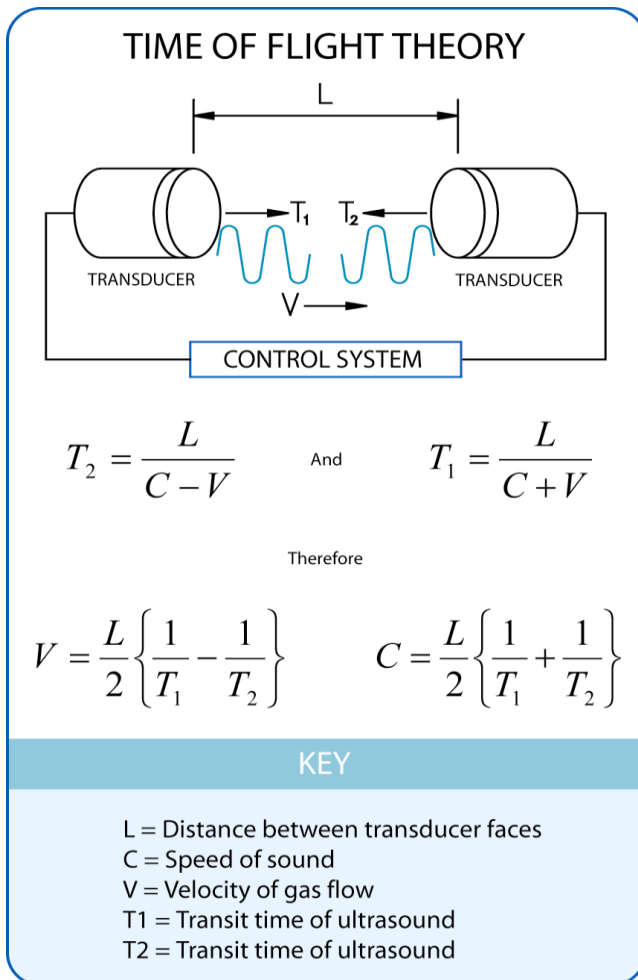 TIME OF FLIGHT THEORY
L
T₁ T₂
TRANSDUCER TRANSDUCER
V
CONTROL SYSTEM
T₂ = L / (C − V) And T₁ = L / (C + V)
Therefore
V = L/2 {1/T₁ − 1/T₂} C = L/2 {1/T₁ + 1/T₂}
KEY
L = Distance between transducer faces
C = Speed of sound
V = Velocity of gas flow
T1 = Transit time of ultrasound
T2 = Transit time of ultrasound